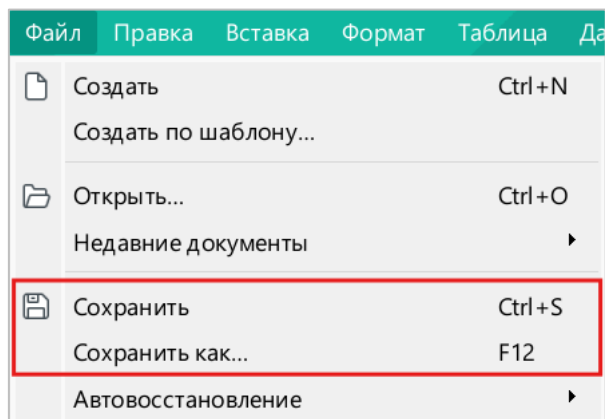 Файл Правка Вставка Формат Таблица
Создать Ctrl+N
Создать по шаблону...
Открыть... Ctrl+O
Недавние документы
Сохранить Ctrl+S
Сохранить как... F12
Автовосстановление